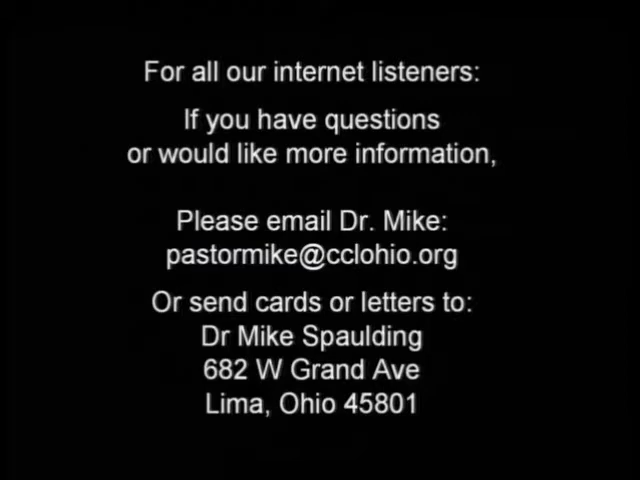 For all our internet listeners:
If you have questions
or would like more information,
Please email Dr. Mike:
pastormike@cclohio.org
Or send cards or letters to:
Dr Mike Spaulding
682 W Grand Ave
Lima, Ohio 45801